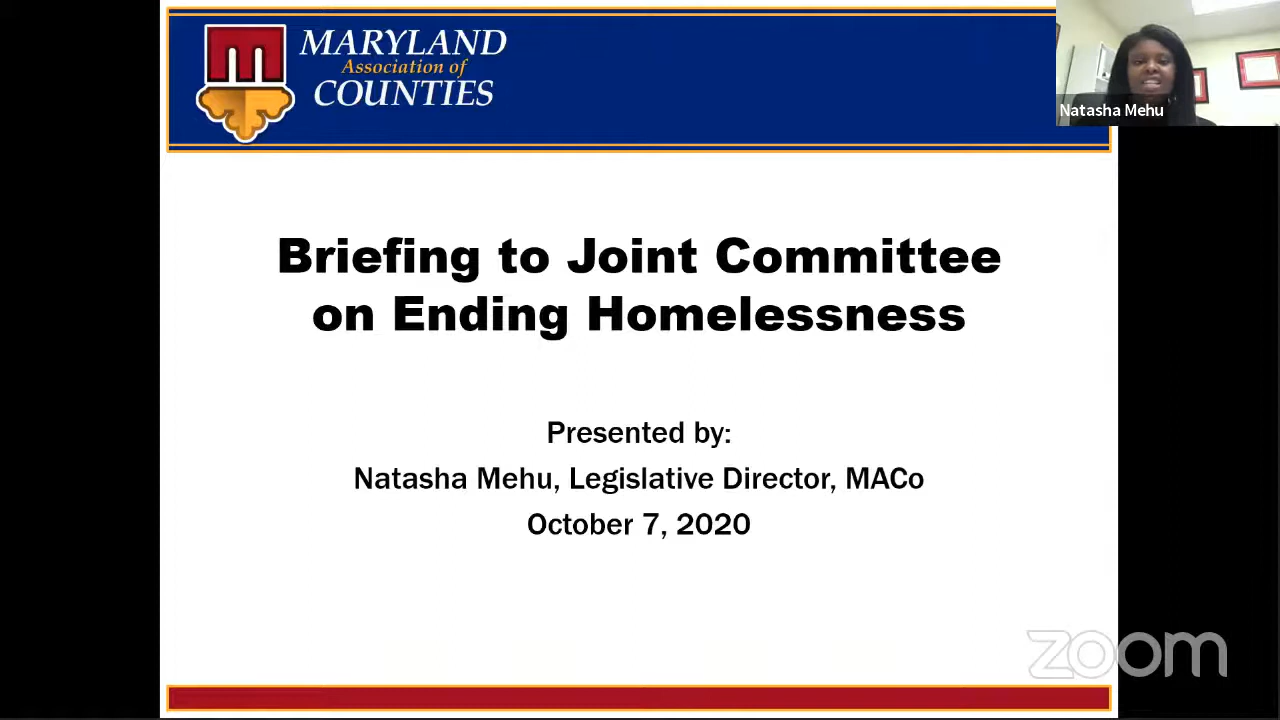 MARYLAND
Association of
COUNTIES
Natasha Mehu
Briefing to Joint Committee
on Ending Homelessness
Presented by:
Natasha Mehu, Legislative Director, MACo
October 7, 2020
zoom